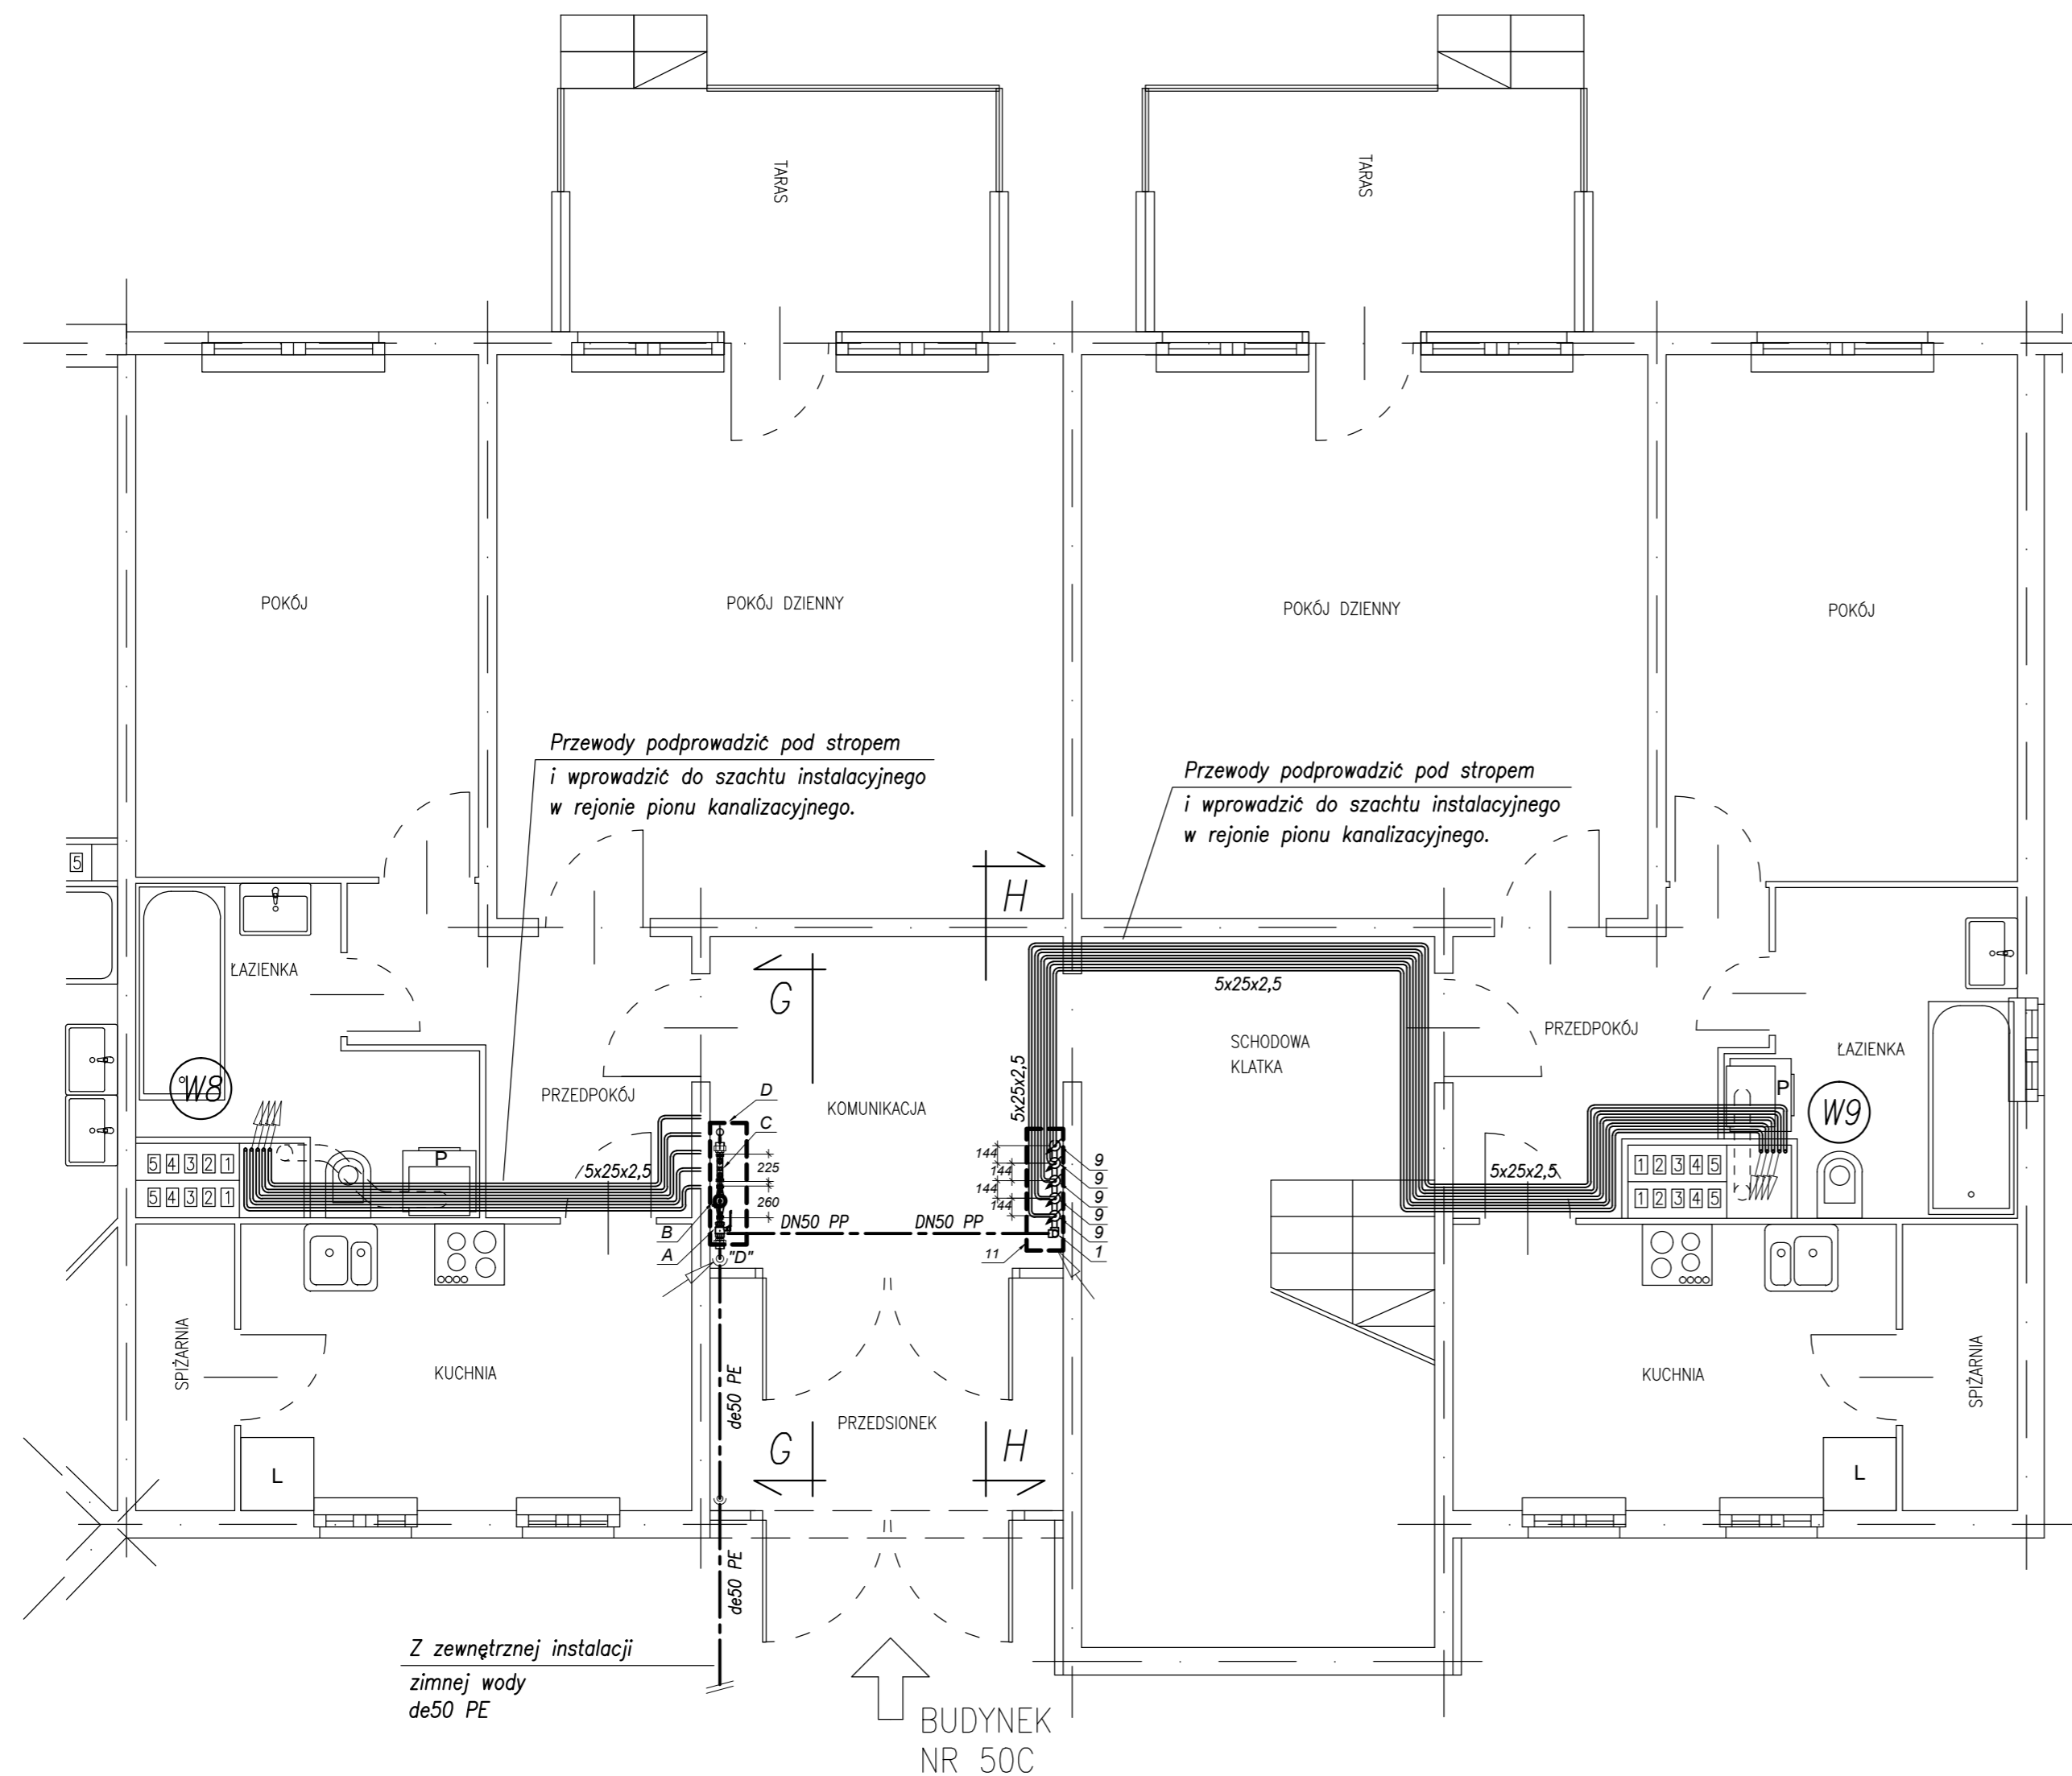 TARAS
TARAS
POKÓJ
POKÓJ DZIENNY
POKÓJ DZIENNY
POKÓJ
Przewody podprowadzić pod stropem
i wprowadzić do szachtu instalacyjnego
w rejonie pionu kanalizacyjnego.
Przewody podprowadzić pod stropem
i wprowadzić do szachtu instalacyjnego
w rejonie pionu kanalizacyjnego.
5
H
ŁAZIENKA
G
5x25x2,5
SCHODOWA
KLATKA
PRZEDPOKÓJ
ŁAZIENKA
W8
PRZEDPOKÓJ
D
C
KOMUNIKACJA
5x25x2,5
P
W9
5 4 3 2 1
5 4 3 2 1
P
5x25x2,5
225
260
B
A
"D"
DN50 PP
DN50 PP
144
144
144
144
9
9
9
9
9
1
11
5x25x2,5
1 2 3 4 5
1 2 3 4 5
SPIŻARNIA
KUCHNIA
de50 PE
PRZEDSIONEK
KUCHNIA
SPIŻARNIA
G
H
L
L
de50 PE
Z zewnętrznej instalacji
zimnej wody
de50 PE
BUDYNEK
NR 50C